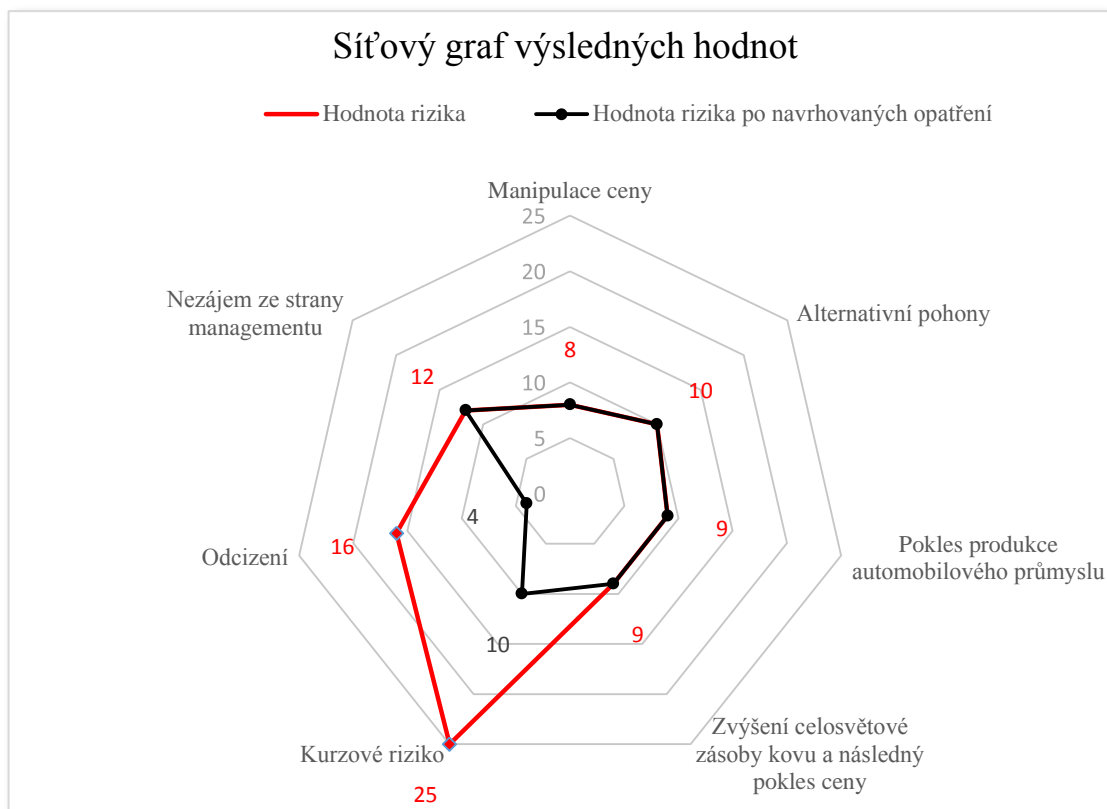 Síťový graf výsledných hodnot
Hodnota rizika
Hodnota rizika po navrhovaných opatření
Manipulace ceny
25
20
15
10
5
0
Alternativní pohony
Pokles produkce
automobilového průmyslu
Zvýšení celosvětové
zásoby kovu a následný
pokles ceny
Kurzové riziko
Odcizení
Nezájem ze strany
managementu
8
10
9
9
25
16
12
10
4